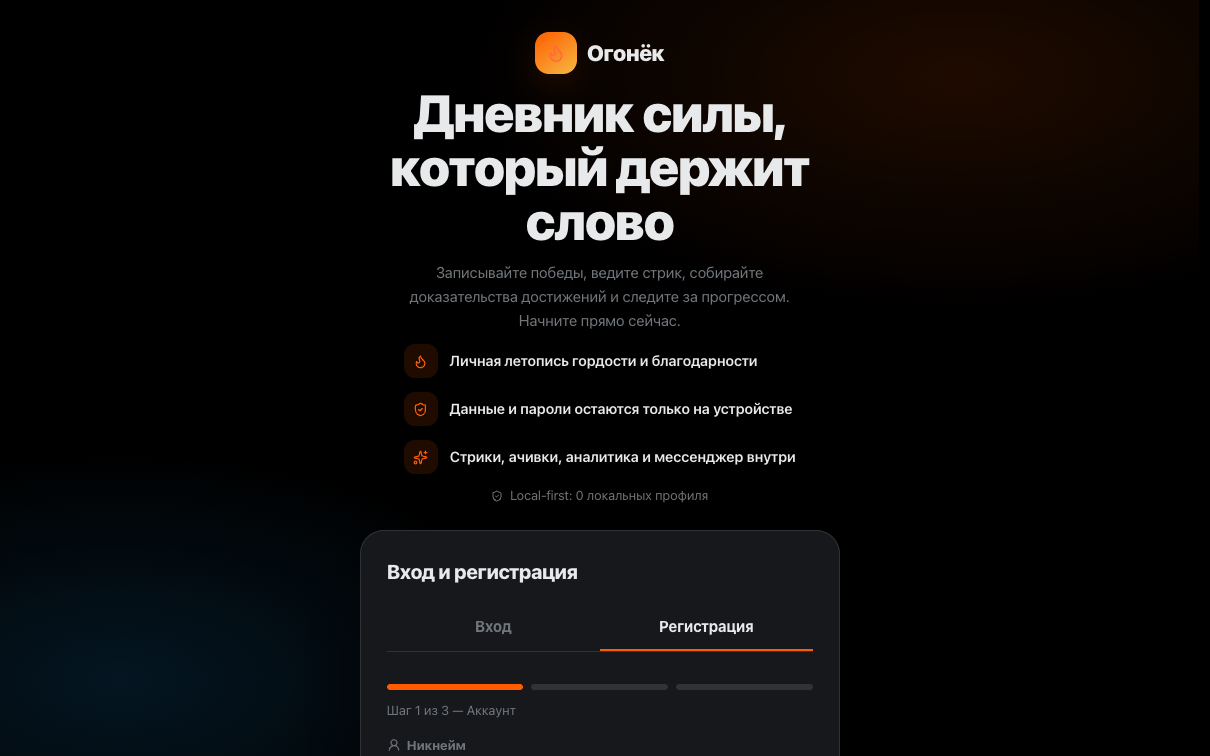 Огонёк
Дневник силы,
который держит
слово
Записывайте победы, ведите стрик, собирайте
доказательства достижений и следите за прогрессом.
Начните прямо сейчас.
Личная летопись гордости и благодарности
Данные и пароли остаются только на устройстве
Стрики, ачивки, аналитика и мессенджер внутри
Local-first: 0 локальных профиля
Вход и регистрация
Вход
Регистрация
Шаг 1 из 3 — Аккаунт
Никнейм